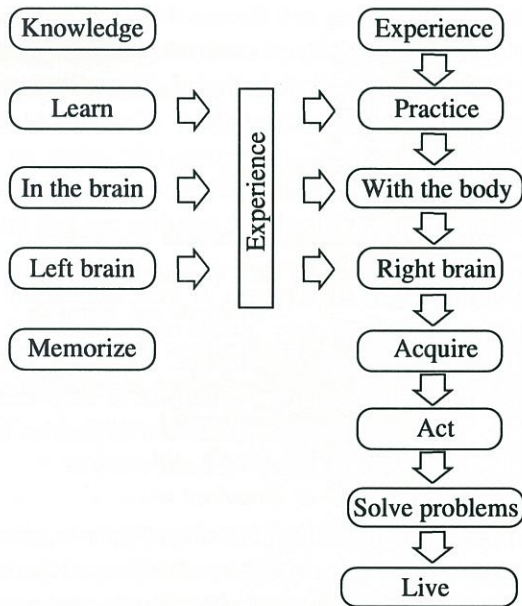 Knowledge
Experience
Learn
Practice
In the brain
Experience
With the body
Left brain
Right brain
Memorize
Acquire
Act
Solve problems
Live